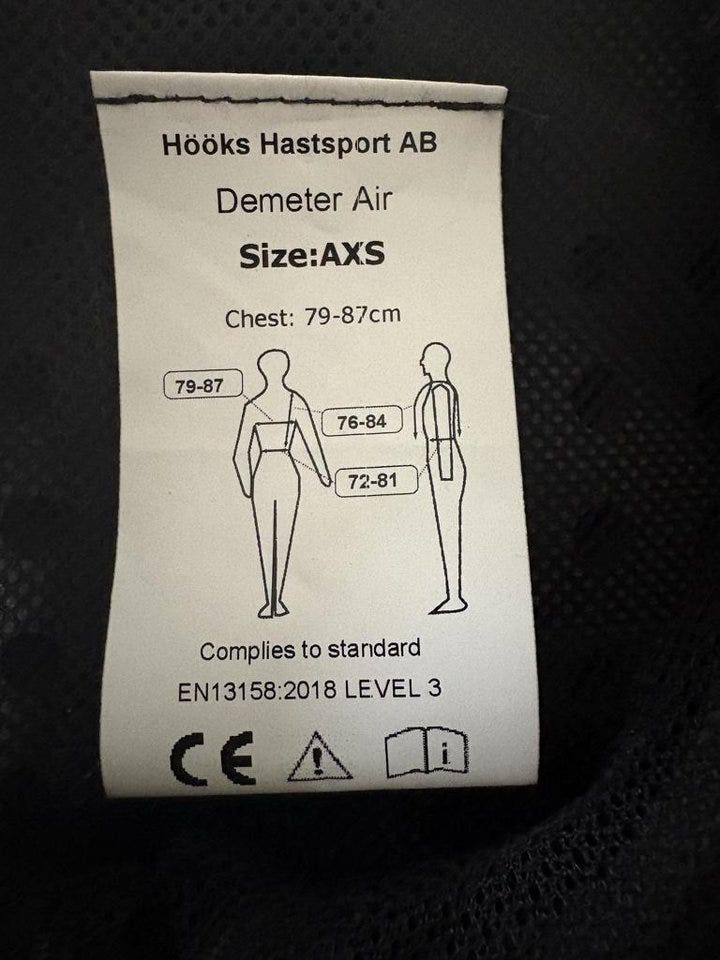 Hööks Hastsport AB
Demeter Air
Size:AXS
Chest: 79-87cm
79-87
76-84
72-81
Complies to standard
EN13158:2018 LEVEL 3
CE
! i